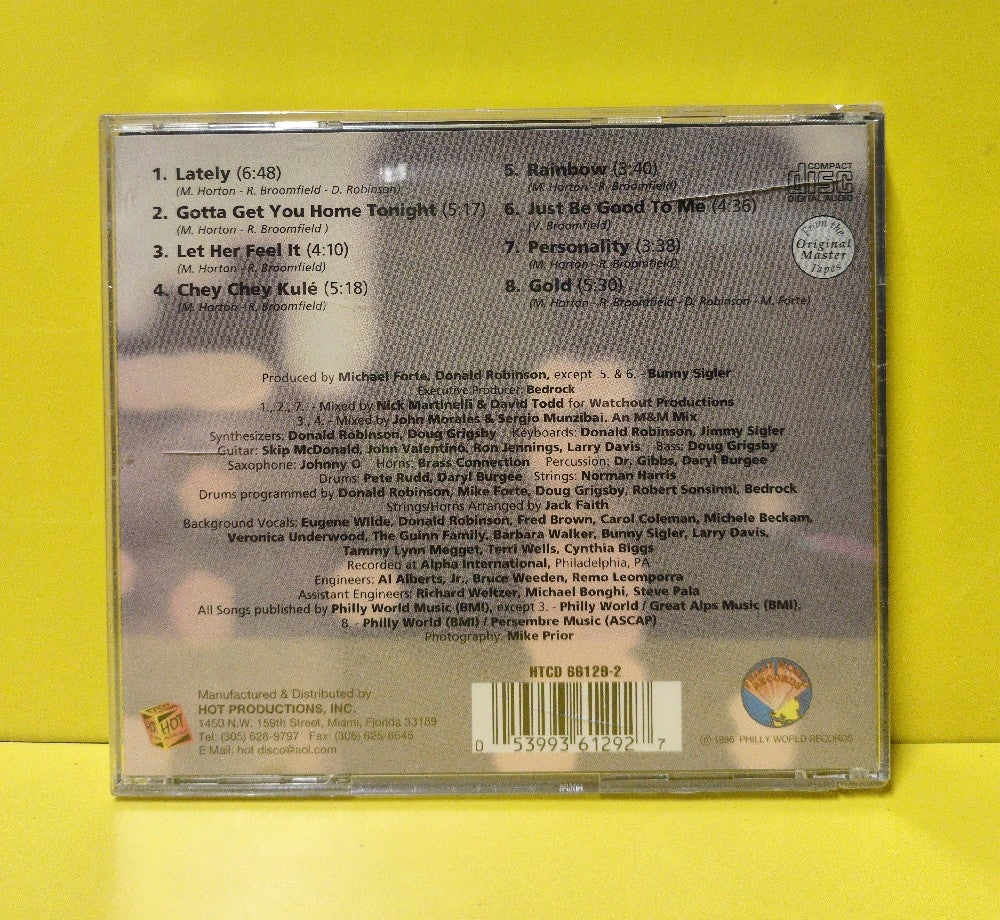 1. Lately (6:48)
(M. Horton - R. Broomfield - D. Robinson)
2. Gotta Get You Home Tonight (5:17)
(M. Horton - R. Broomfield )
3. Let Her Feel It (4:10)
(M. Horton - R. Broomfield)
4. Chey Chey Kulé (5:18)
(M. Horton - R. Broomfield)
5. Rainbow (3:40)
(M. Horton - R. Broomfield)
6. Just Be Good To Me (4:36)
(V. Broomfield)
7. Personality (3:38)
(M. Horton - R. Broomfield)
8. Gold (5:30)
(M. Horton - R. Broomfield - D. Robinson - M. Forte)
COMPACT
disc
DIGITAL AUDIO
From the
Original
Master
Tapes
Produced by Michael Forte, Donald Robinson, except .5. & 6. - Bunny Sigler
Executive Producer: Bedrock
1., 2., 7. - Mixed by Nick Martinelli & David Todd for Watchout Productions
3., 4. - Mixed by John Morales & Sergio Munzibai. An M&M Mix
Synthesizers: Donald Robinson, Doug Grigsby Keyboards: Donald Robinson, Jimmy Sigler
Guitar: Skip McDonald, John Valentino, Ron Jennings, Larry Davis Bass: Doug Grigsby
Saxophone: Johnny O Horns: Brass Connection Percussion: Dr. Gibbs, Daryl Burgee
Drums: Pete Rudd, Daryl Burgee Strings: Norman Harris
Drums programmed by Donald Robinson, Mike Forte, Doug Grigsby, Robert Sonsinni, Bedrock
Strings/Horns Arranged by Jack Faith
Background Vocals: Eugene Wilde, Donald Robinson, Fred Brown, Carol Coleman, Michele Beckam,
Veronica Underwood, The Guinn Family, Barbara Walker, Bunny Sigler, Larry Davis,
Tammy Lynn Megget, Terri Wells, Cynthia Biggs
Recorded at Alpha International, Philadelphia, PA
Engineers: Al Alberts, Jr., Bruce Weeden, Remo Leomporra
Assistant Engineers: Richard Weltzer, Michael Bonghi, Steve Pala
All Songs published by Philly World Music (BMI), except 3. - Philly World / Great Alps Music (BMI),
8. - Philly World (BMI) / Persembre Music (ASCAP)
Photography: Mike Prior
HTCD 66129-2
Manufactured & Distributed by
HOT PRODUCTIONS, INC.
1450 N.W. 159th Street, Miami, Florida 33169
Tel. (305) 626-9797 Fax: (305) 625-6645
E Mail: hot disco@aol.com
HOT
0 53993 61292 7
PHILLY WORLD
RECORDS
℗ 1996 PHILLY WORLD RECORDS